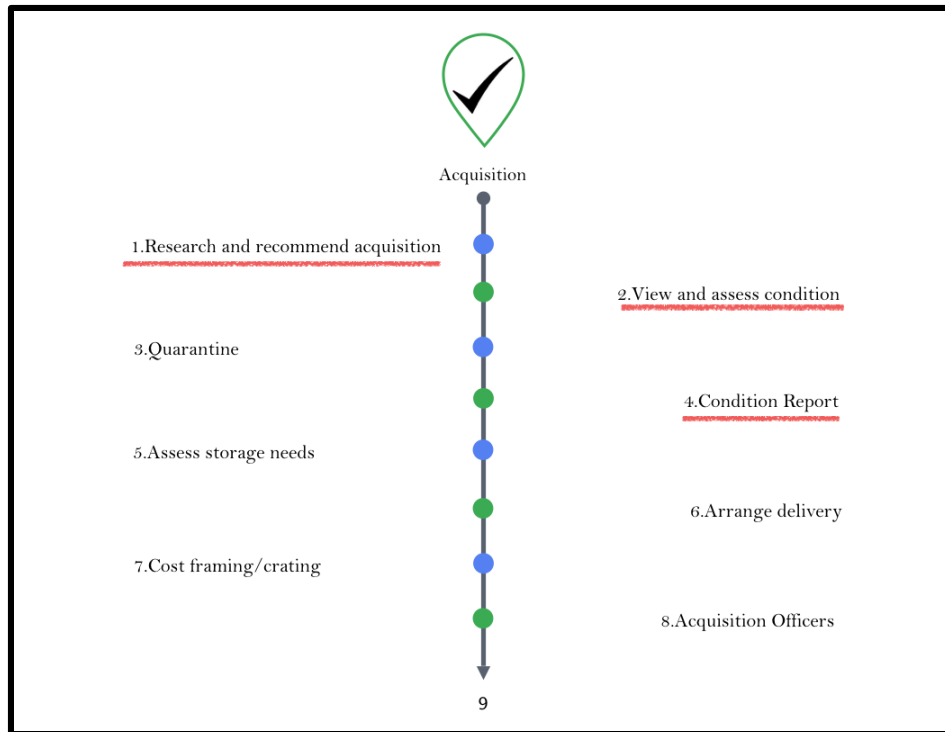 Acquisition
1.Research and recommend acquisition
2.View and assess condition
3.Quarantine
4.Condition Report
5.Assess storage needs
6.Arrange delivery
7.Cost framing/crating
8.Acquisition Officers
9